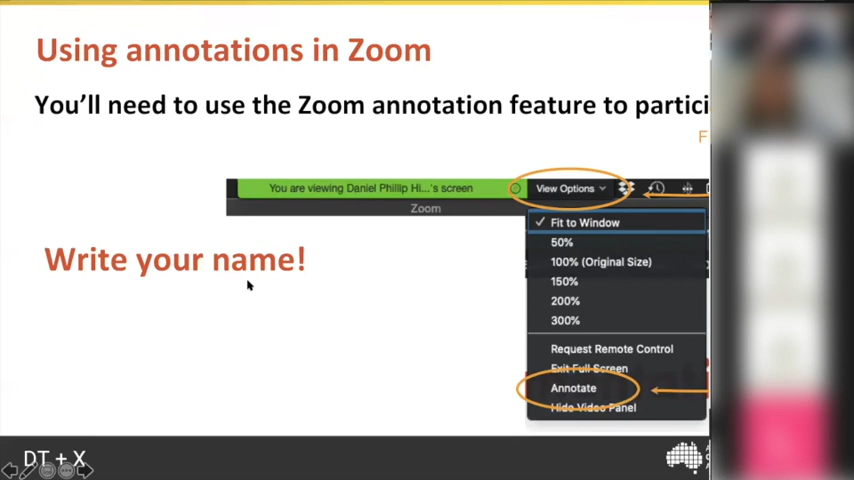 Using annotations in Zoom
You'll need to use the Zoom annotation feature to partici
F
You are viewing Daniel Phillip Hi...'s screen
View Options
Zoom
Fit to Window
50%
100% (Original Size)
150%
200%
300%
Request Remote Control
Exit Full Screen
Annotate
Hide Video Panel
Write your name!
DT + X